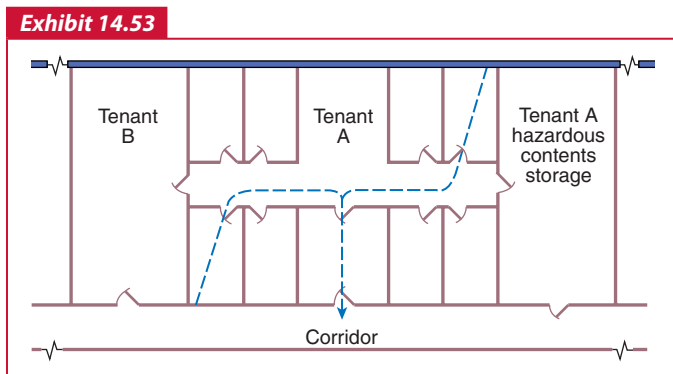 Exhibit 14.53
Tenant
B
Tenant
A
Tenant A
hazardous
contents
storage
Corridor